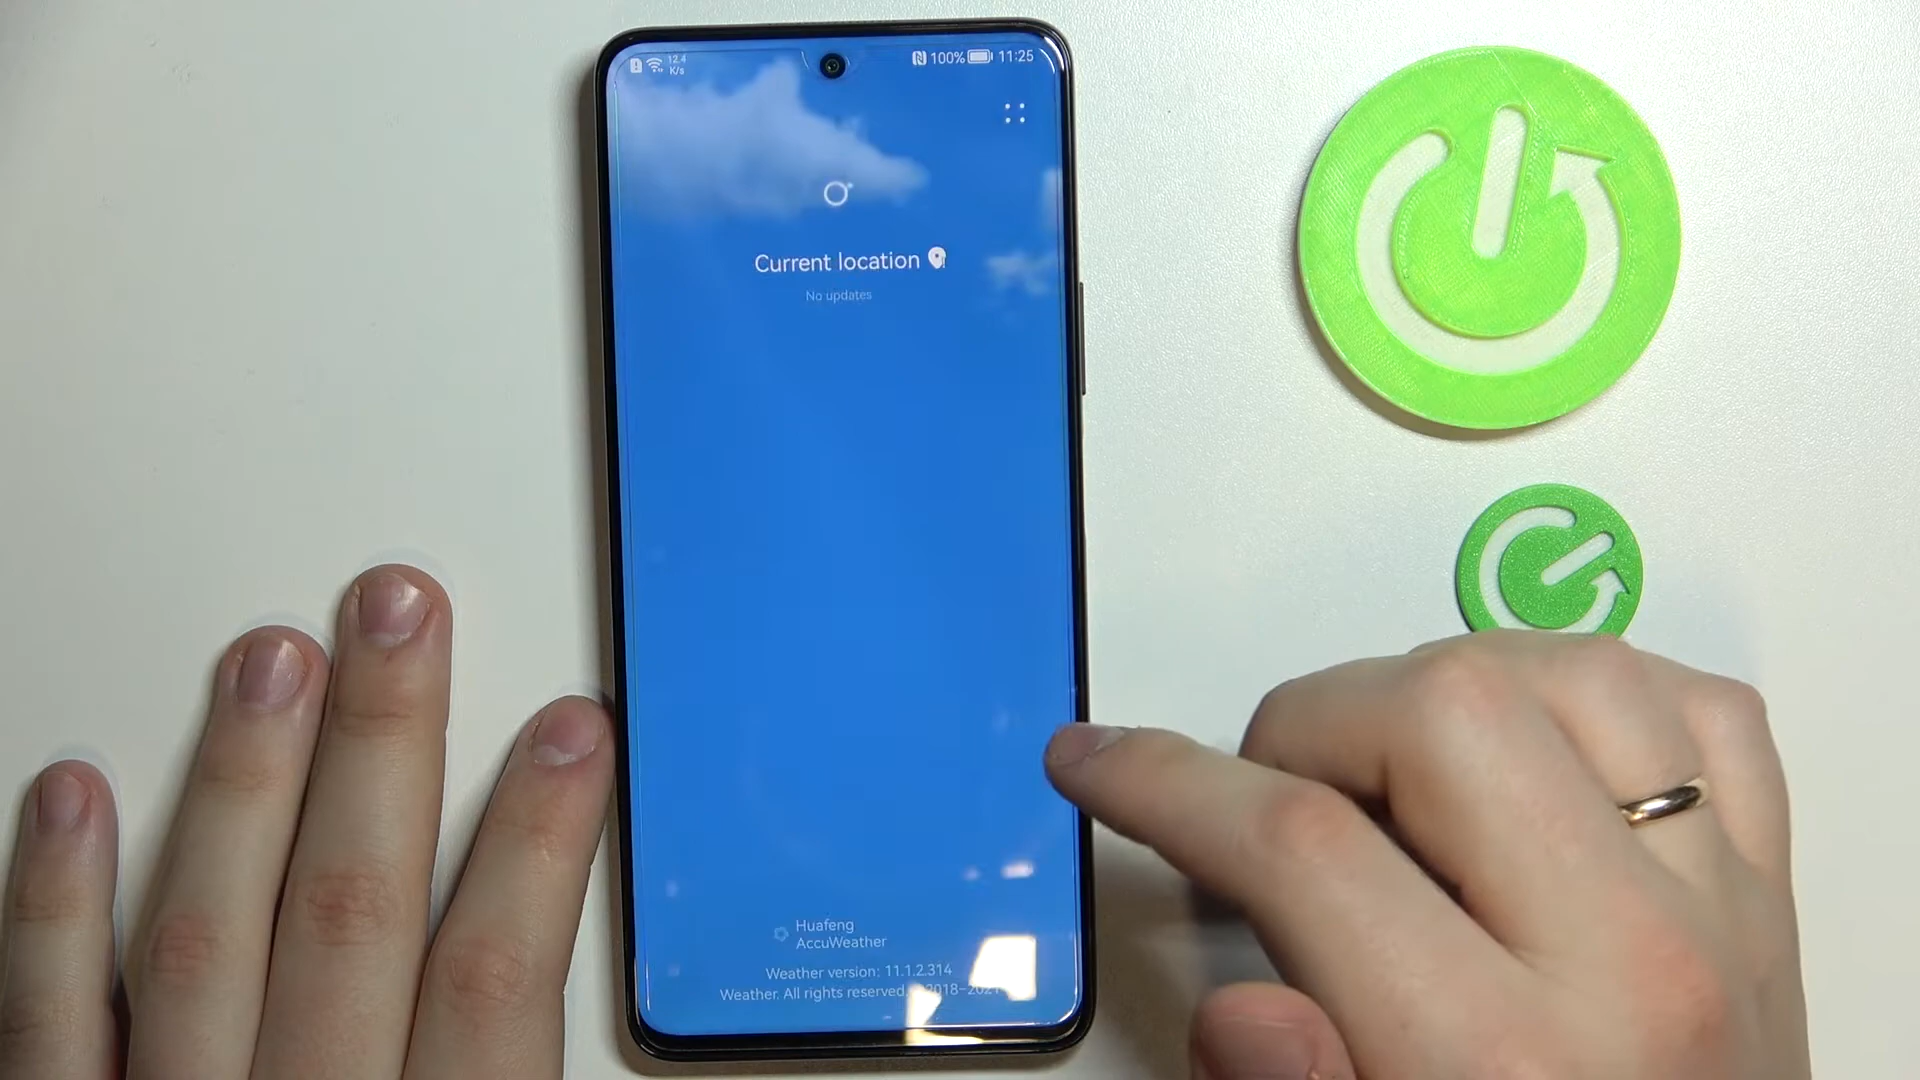 12.4
K/s
100% 11:25
Current location
No updates
Huafeng
AccuWeather
Weather version: 11.1.2.314
Weather. All rights reserved. 2018–2021